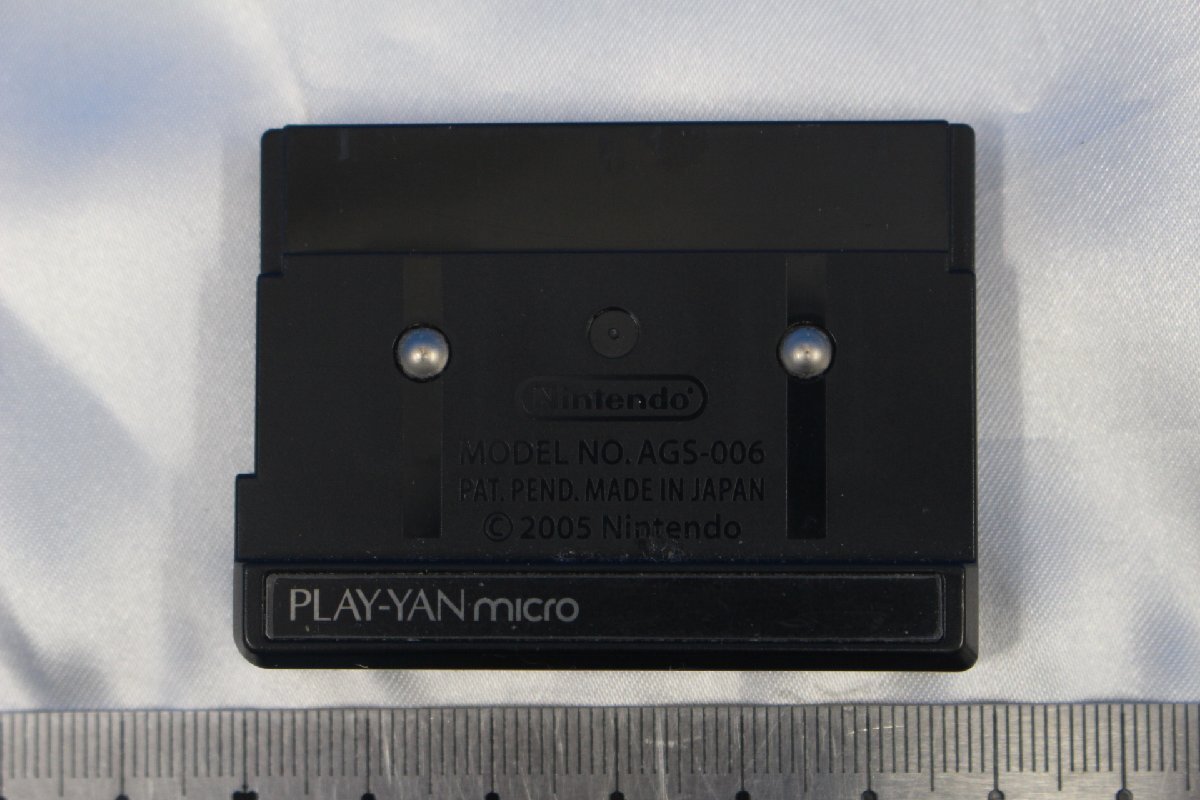 Nintendo®
MODEL NO. AGS-006
PAT. PEND. MADE IN JAPAN
© 2005 Nintendo
PLAY-YAN micro